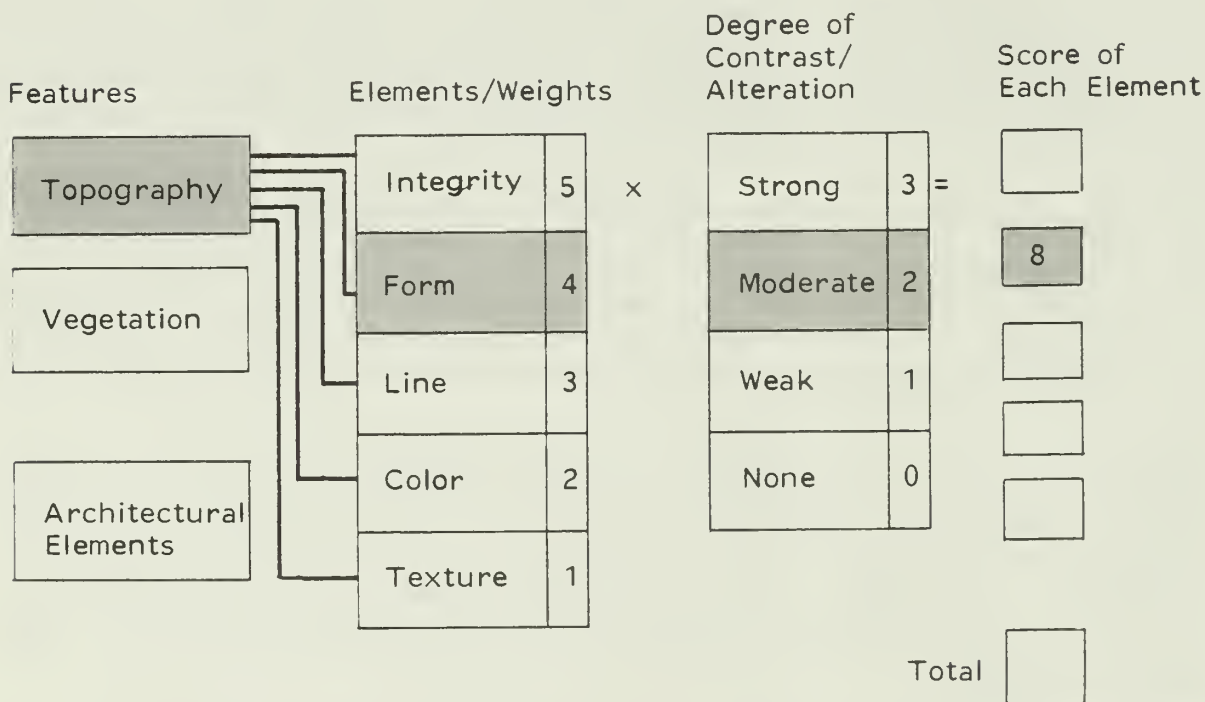 Features
Elements/Weights
Degree of
Contrast/
Alteration
Score of
Each Element
Topography
Integrity 5 x Strong 3 =
Form 4 Moderate 2 8
Vegetation
Line 3 Weak 1
Color 2 None 0
Architectural
Elements
Texture 1
Total